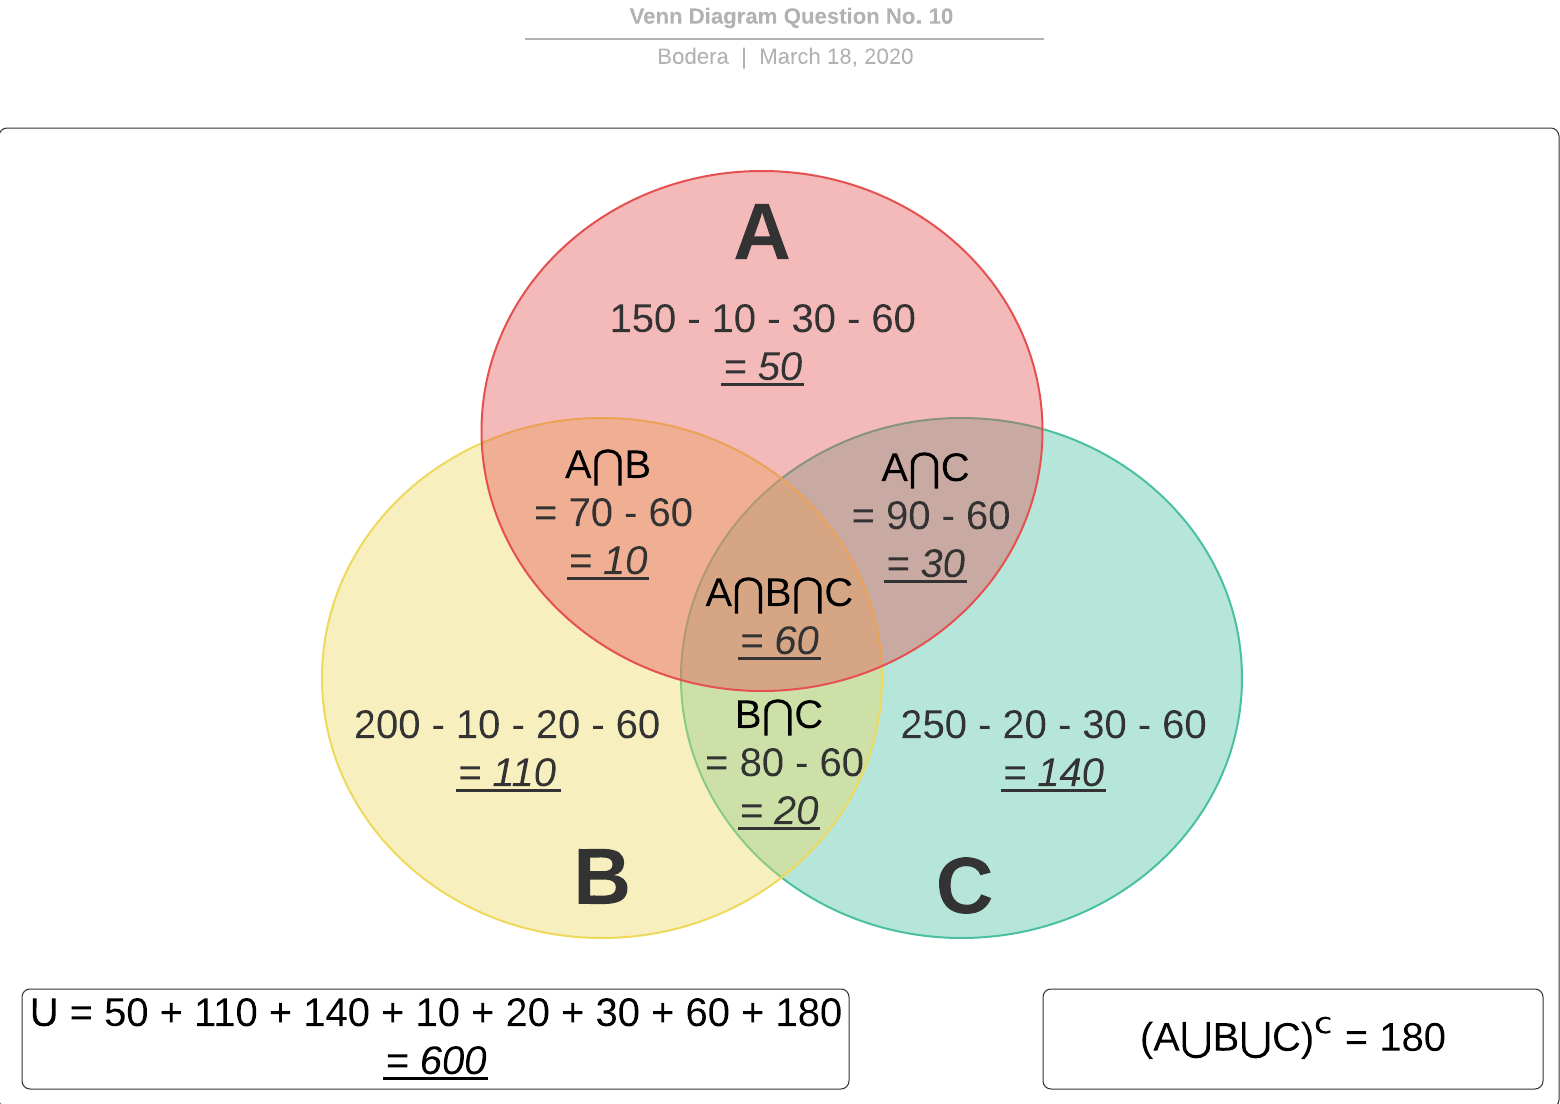 Venn Diagram Question No. 10
Bodera | March 18, 2020
A
150 - 10 - 30 - 60
= 50
A⋂B
= 70 - 60
= 10
A⋂C
= 90 - 60
= 30
A⋂B⋂C
= 60
200 - 10 - 20 - 60
= 110
B⋂C
= 80 - 60
= 20
250 - 20 - 30 - 60
= 140
B
C
U = 50 + 110 + 140 + 10 + 20 + 30 + 60 + 180
= 600
(A⋃B⋃C)ᶜ = 180